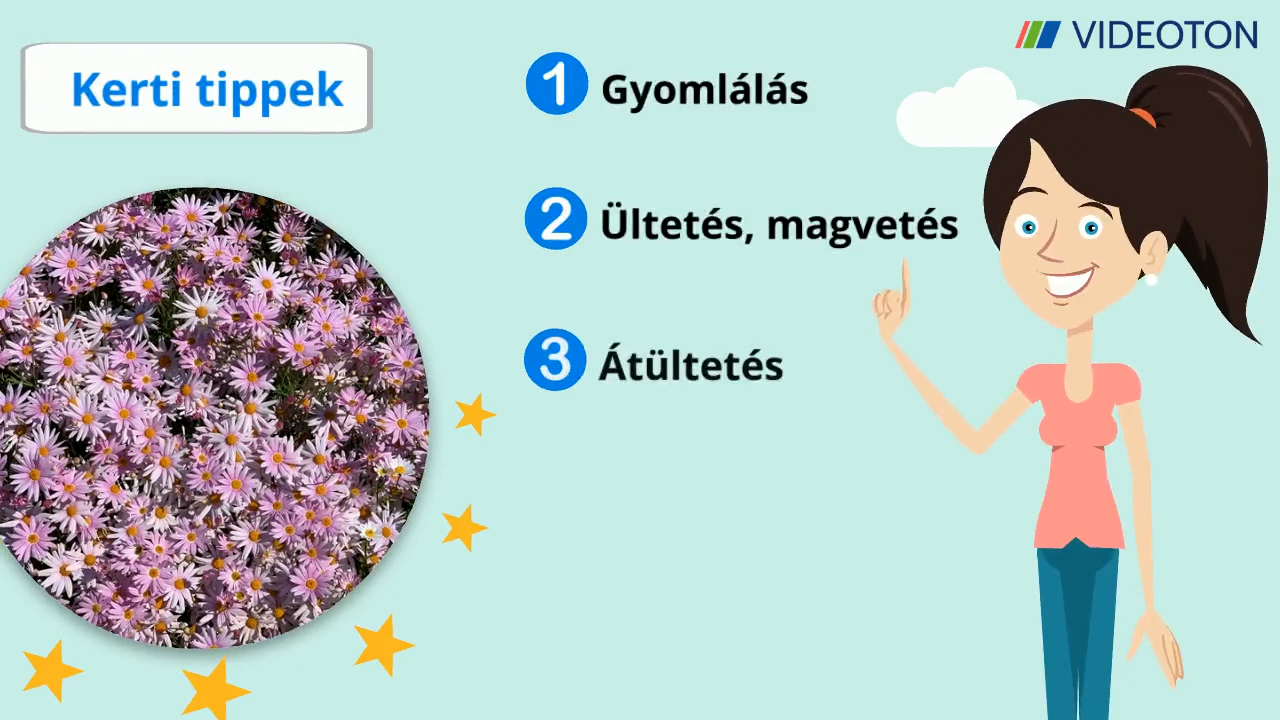 VIDEOTON
Kerti tippek
1 Gyomlálás
2 Ültetés, magvetés
3 Átültetés